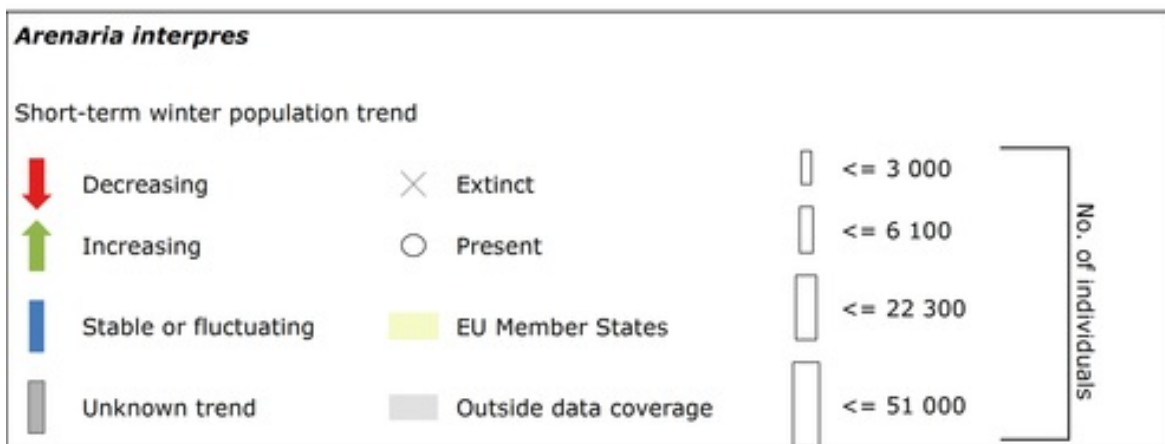 Arenaria interpres
Short-term winter population trend
Decreasing
Extinct
<= 3 000
Increasing
Present
<= 6 100
Stable or fluctuating
EU Member States
<= 22 300
Unknown trend
Outside data coverage
<= 51 000
No. of individuals